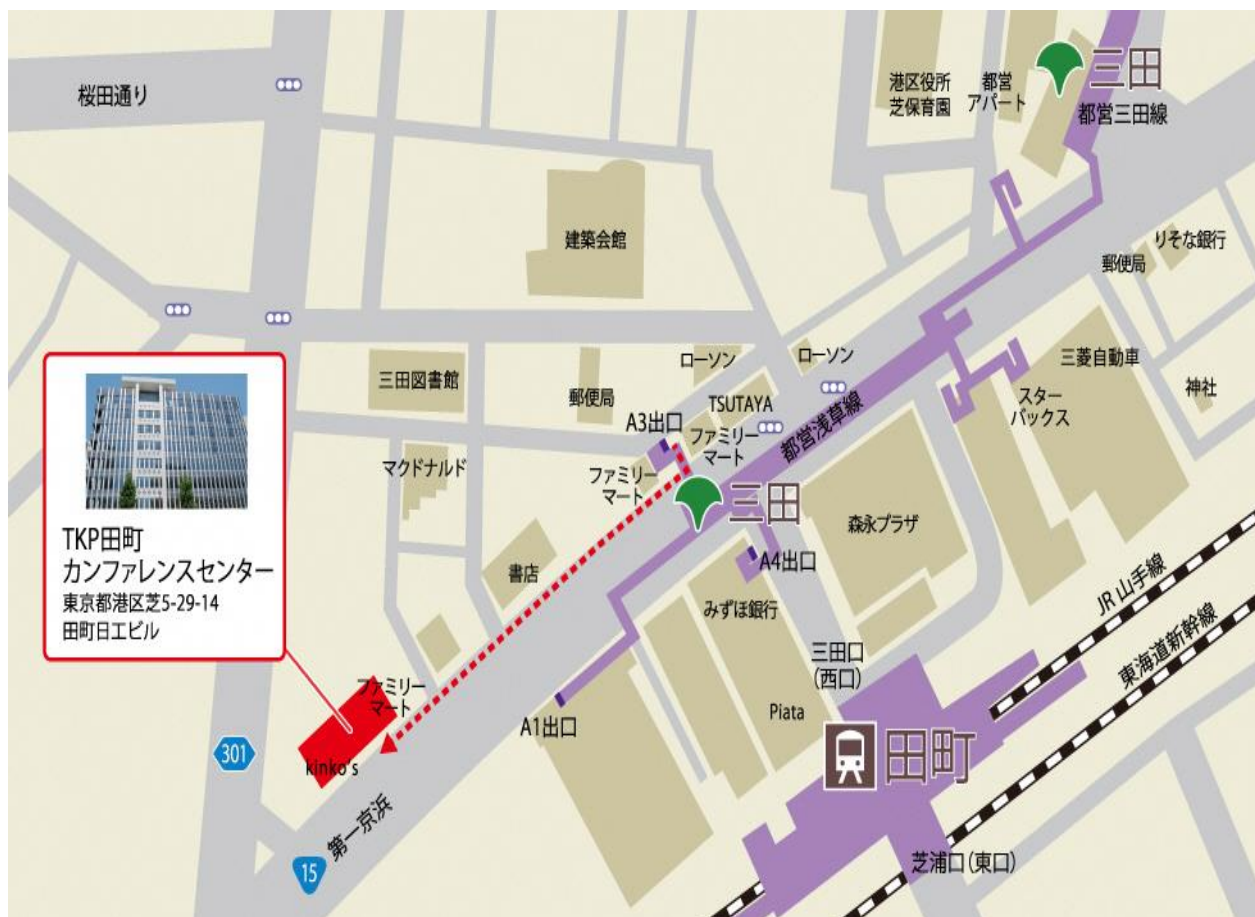 桜田通り
港区役所
芝保育園
都営
アパート
三田
都営三田線
建築会館
りそな銀行
郵便局
三田図書館
郵便局
ローソン
ローソン
三菱自動車
神社
スター
バックス
TSUTAYA
A3出口
ファミリー
マート
都営浅草線
マクドナルド
ファミリー
マート
三田
森永プラザ
A4出口
みずほ銀行
書店
TKP田町
カンファレンスセンター
東京都港区芝5-29-14
田町日工ビル
JR山手線
東海道新幹線
三田口
(西口)
ファミリー
マート
A1出口
Piata
田町
301
kinko's
第一京浜
15
芝浦口(東口)